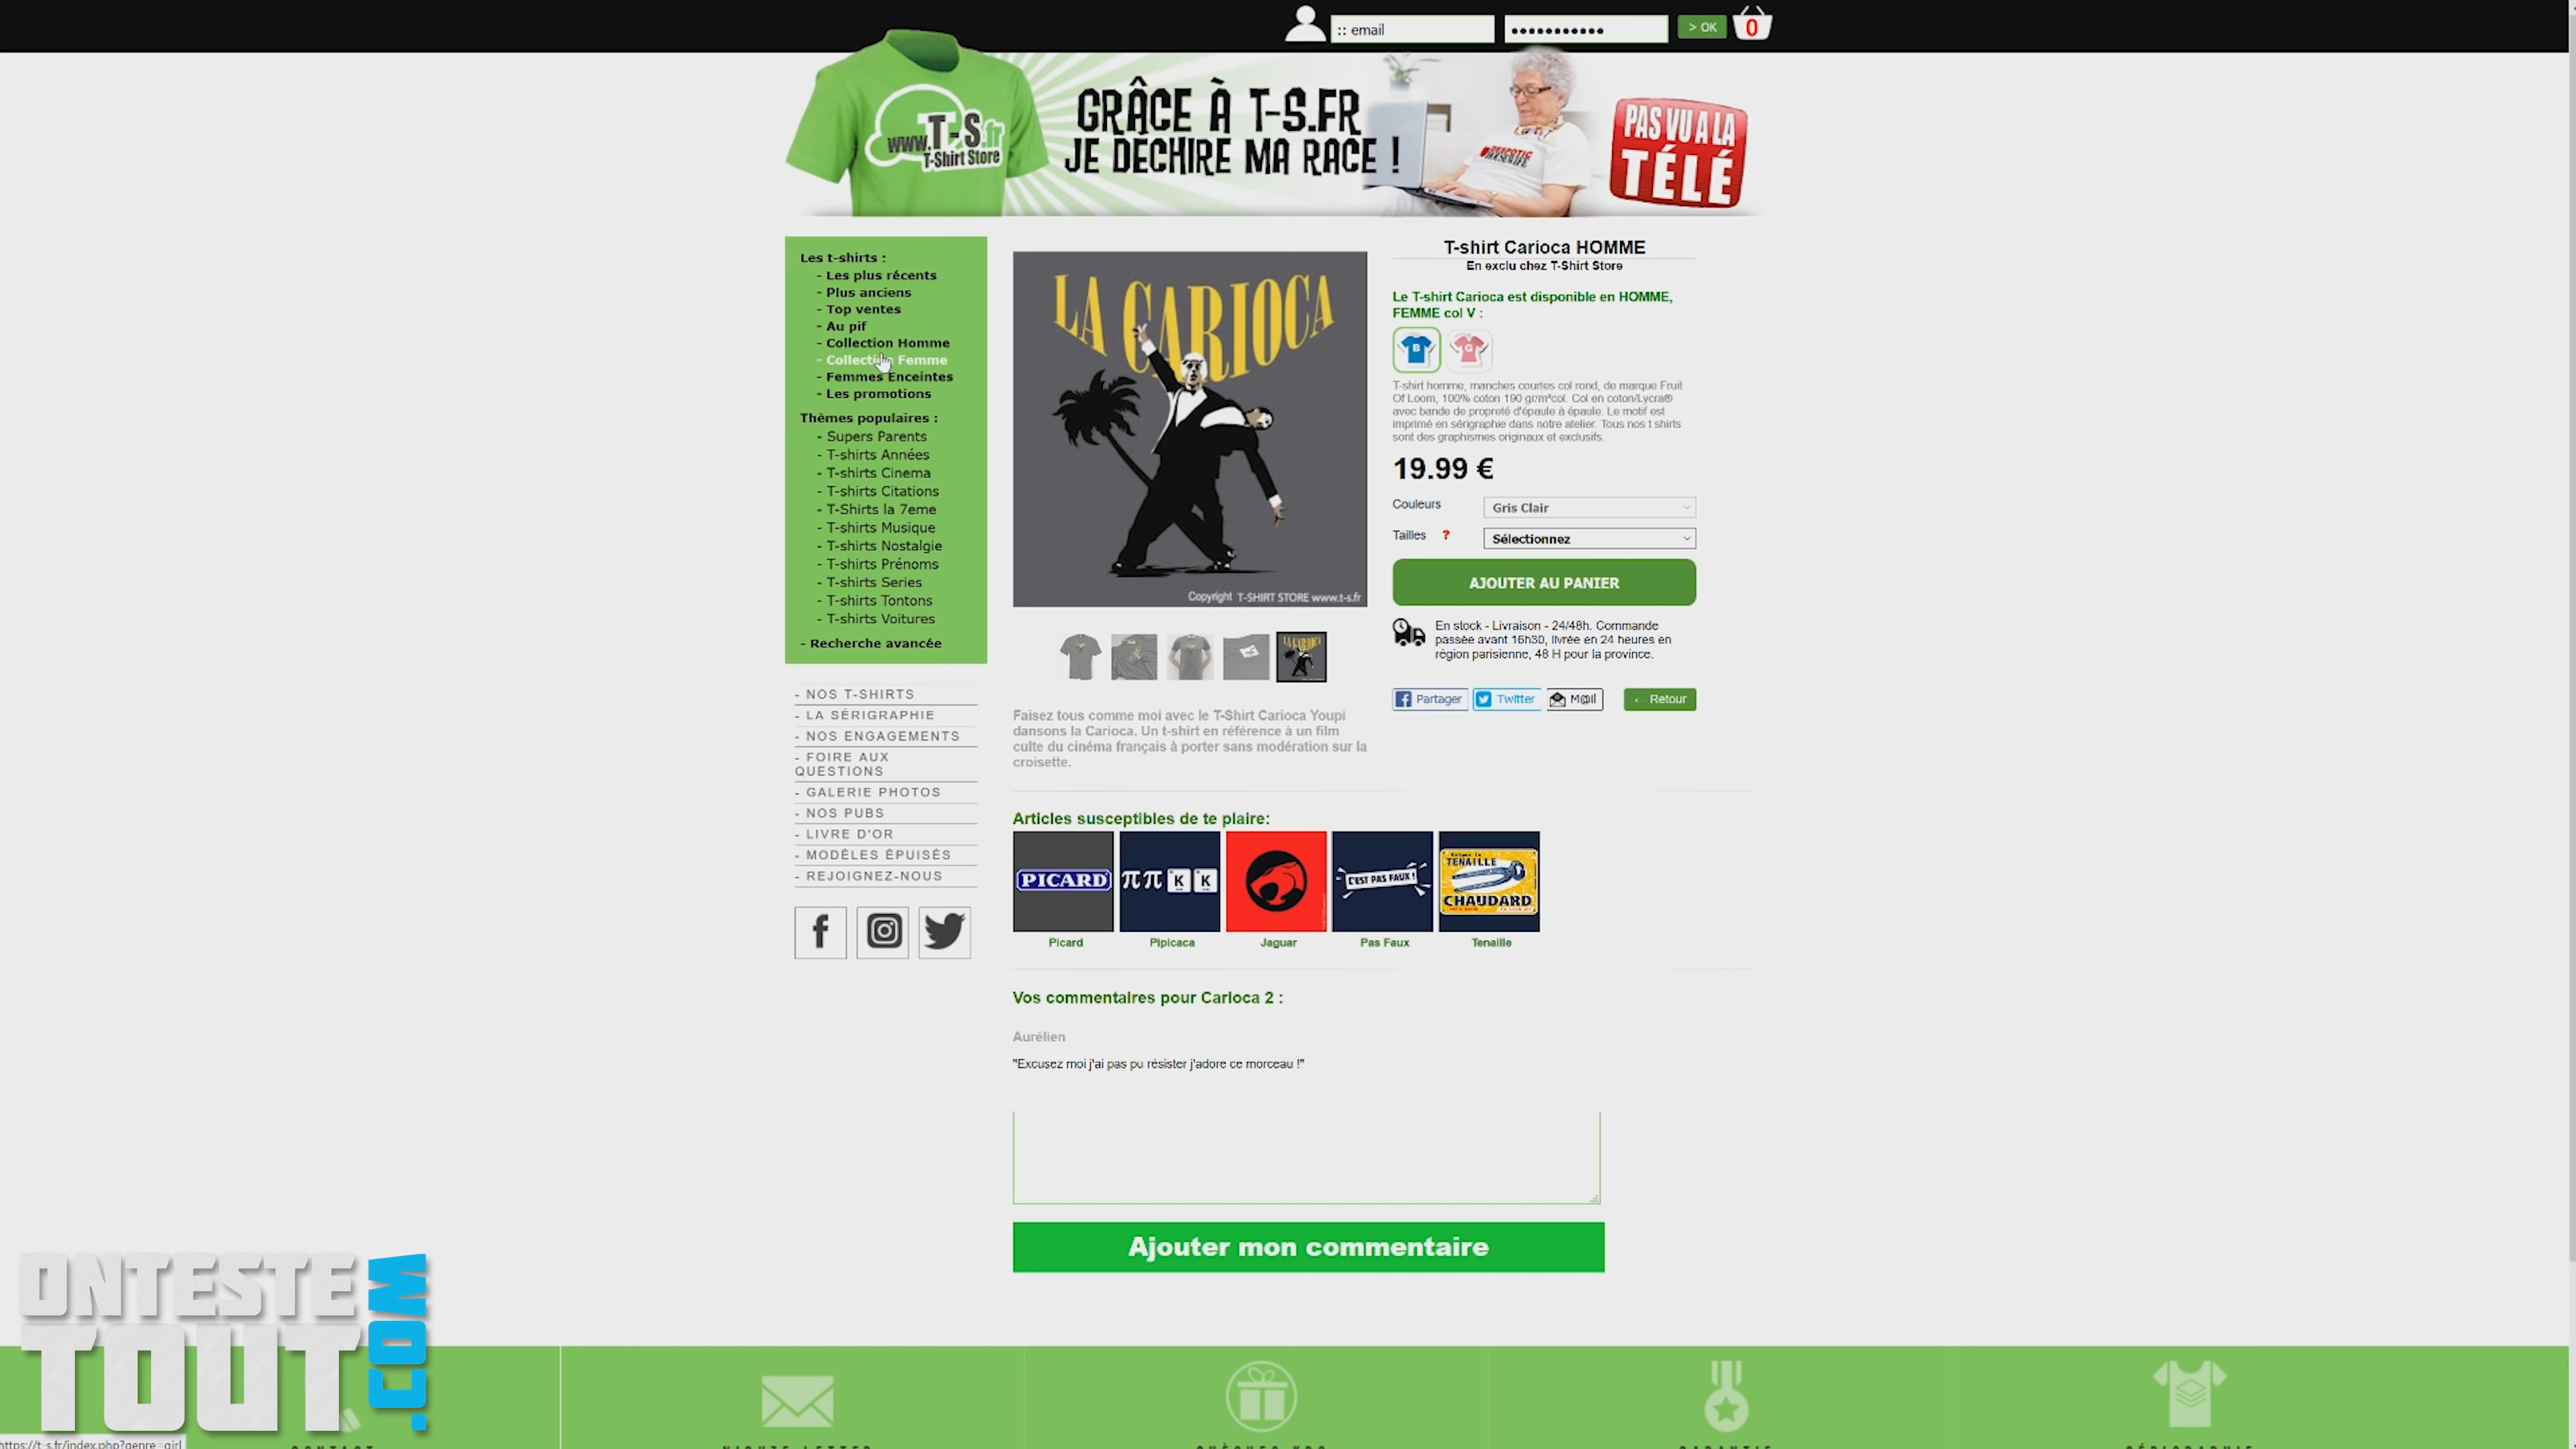 :: email
> OK
0
www.T-S.fr
T-Shirt Store
GRÂCE À T-S.FR
JE DÉCHIRE MA RACE !
HOUSEWIFE
PAS VU A LA
TÉLÉ
Les t-shirts :
- Les plus récents
- Plus anciens
- Top ventes
- Au pif
- Collection Homme
- Collection Femme
- Femmes Enceintes
- Les promotions
Thèmes populaires :
- Supers Parents
- T-shirts Années
- T-shirts Cinema
- T-shirts Citations
- T-Shirts la 7eme
- T-shirts Musique
- T-shirts Nostalgie
- T-shirts Prénoms
- T-shirts Series
- T-shirts Tontons
- T-shirts Voitures
- Recherche avancée
- NOS T-SHIRTS
- LA SÉRIGRAPHIE
- NOS ENGAGEMENTS
- FOIRE AUX
QUESTIONS
- GALERIE PHOTOS
- NOS PUBS
- LIVRE D'OR
- MODÈLES ÉPUISÉS
- REJOIGNEZ-NOUS
LA CARIOCA
Copyright T-SHIRT STORE www.t-s.fr
Faisez tous comme moi avec le T-Shirt Carioca Youpi
dansons la Carioca. Un t-shirt en référence à un film
culte du cinéma français à porter sans modération sur la
croisette.
T-shirt Carioca HOMME
En exclu chez T-Shirt Store
Le T-shirt Carioca est disponible en HOMME,
FEMME col V :
B
G
T-shirt homme, manches courtes col rond, de marque Fruit
Of Loom, 100% coton 190 gr/m²col. Col en coton/Lycra®
avec bande de propreté d'épaule à épaule. Le motif est
imprimé en sérigraphie dans notre atelier. Tous nos t shirts
sont des graphismes originaux et exclusifs.
19.99 €
Couleurs
Gris Clair
Tailles ?
Sélectionnez
AJOUTER AU PANIER
En stock - Livraison - 24/48h. Commande
passée avant 16h30, livrée en 24 heures en
région parisienne, 48 H pour la province.
Partager
Twitter
M@il
Retour
Articles susceptibles de te plaire:
PICARD
ππ K K
C'EST PAS FAUX !
TENAILLE
CHAUDARD
Picard
Pipicaca
Jaguar
Pas Faux
Tenaille
Vos commentaires pour Carioca 2 :
Aurélien
"Excusez moi j'ai pas pu résister j'adore ce morceau !"
Ajouter mon commentaire
ONTESTE
TOUT
.COM
https://t-s.fr/index.php?genre=girl